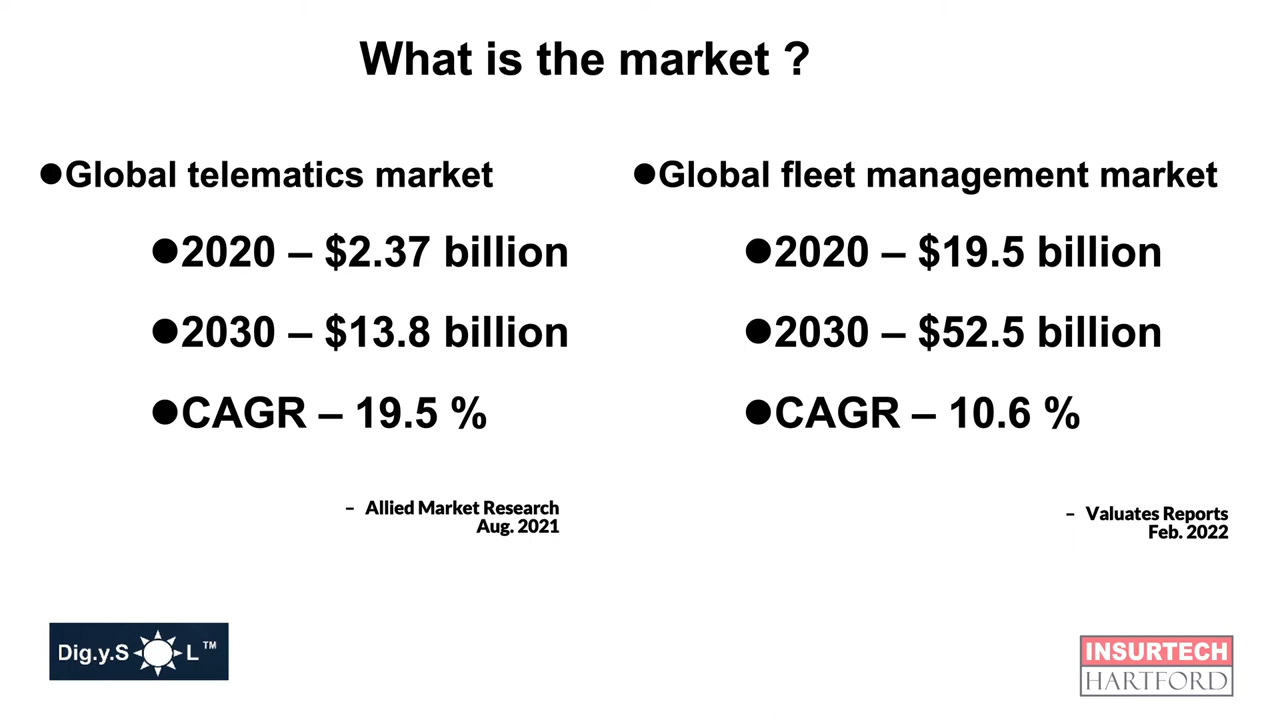 What is the market ?
●Global telematics market
●2020 – $2.37 billion
●2030 – $13.8 billion
●CAGR – 19.5 %
– Allied Market Research
Aug. 2021
●Global fleet management market
●2020 – $19.5 billion
●2030 – $52.5 billion
●CAGR – 10.6 %
– Valuates Reports
Feb. 2022
Dig.y.S L™
INSURTECH
HARTFORD